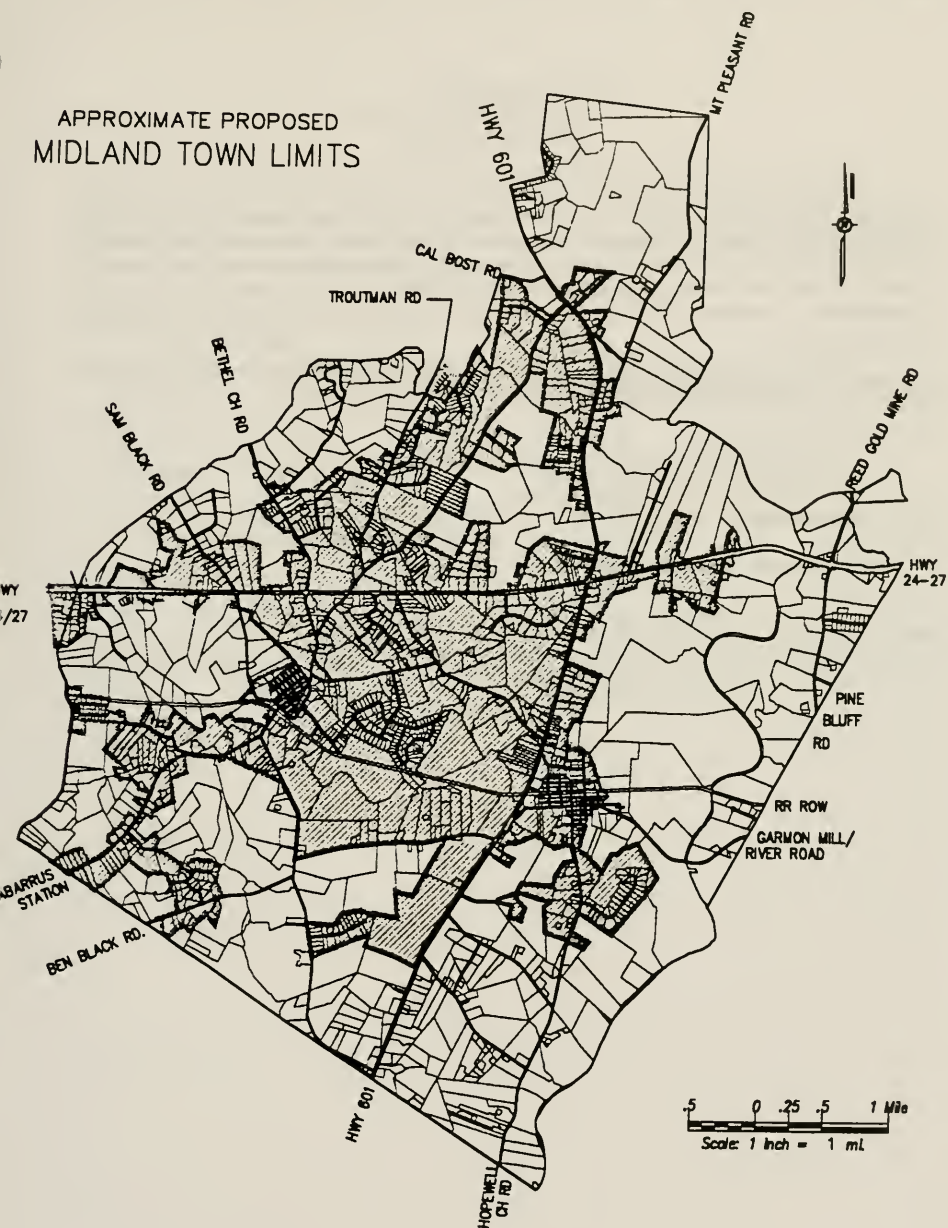 APPROXIMATE PROPOSED
MIDLAND TOWN LIMITS
MT PLEASANT RD
HWY 601
CAL BOST RD
TROUTMAN RD
BETHEL CH RD
SAM BLACK RD
REED GOLD MINE RD
WY
/27
HWY
24-27
PINE
BLUFF
RD
RR ROW
GARMON MILL/
RIVER ROAD
ABARRUS
STATION
BEN BLACK RD.
HWY 601
HOPEWELL
CH RD
.5 0 .25 .5 1 Mile
Scale: 1 Inch = 1 mi.